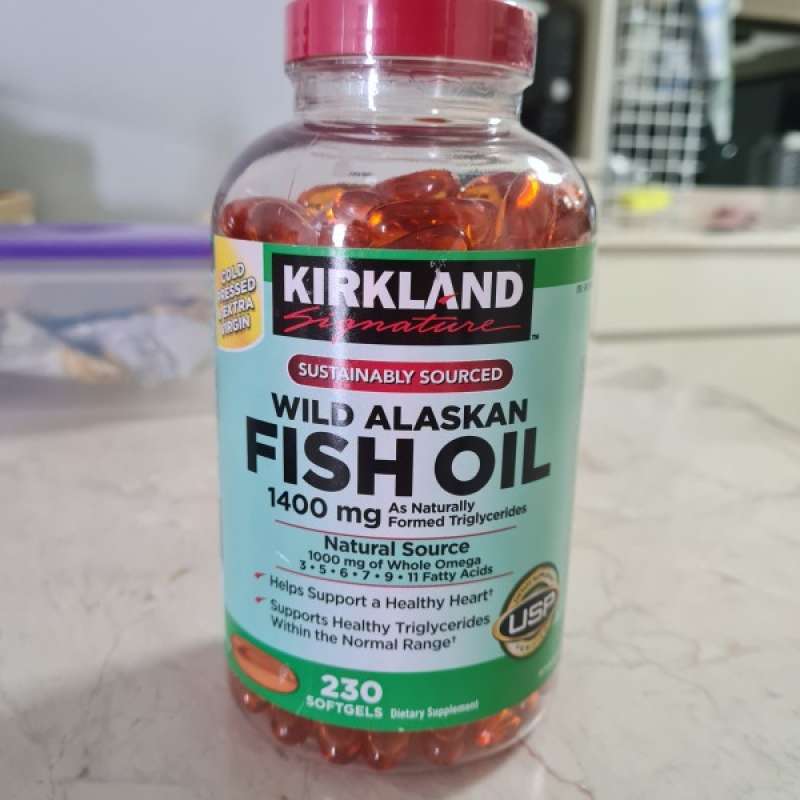 COLD
PRESSED
EXTRA
VIRGIN
KIRKLAND
Signature™
SUSTAINABLY SOURCED
WILD ALASKAN
FISH OIL
1400 mg As Naturally
Formed Triglycerides
Natural Source
1000 mg of Whole Omega
3 • 5 • 6 • 7 • 9 • 11 Fatty Acids
Helps Support a Healthy Heart†
Supports Healthy Triglycerides
Within the Normal Range†
USP
230
SOFTGELS Dietary Supplement